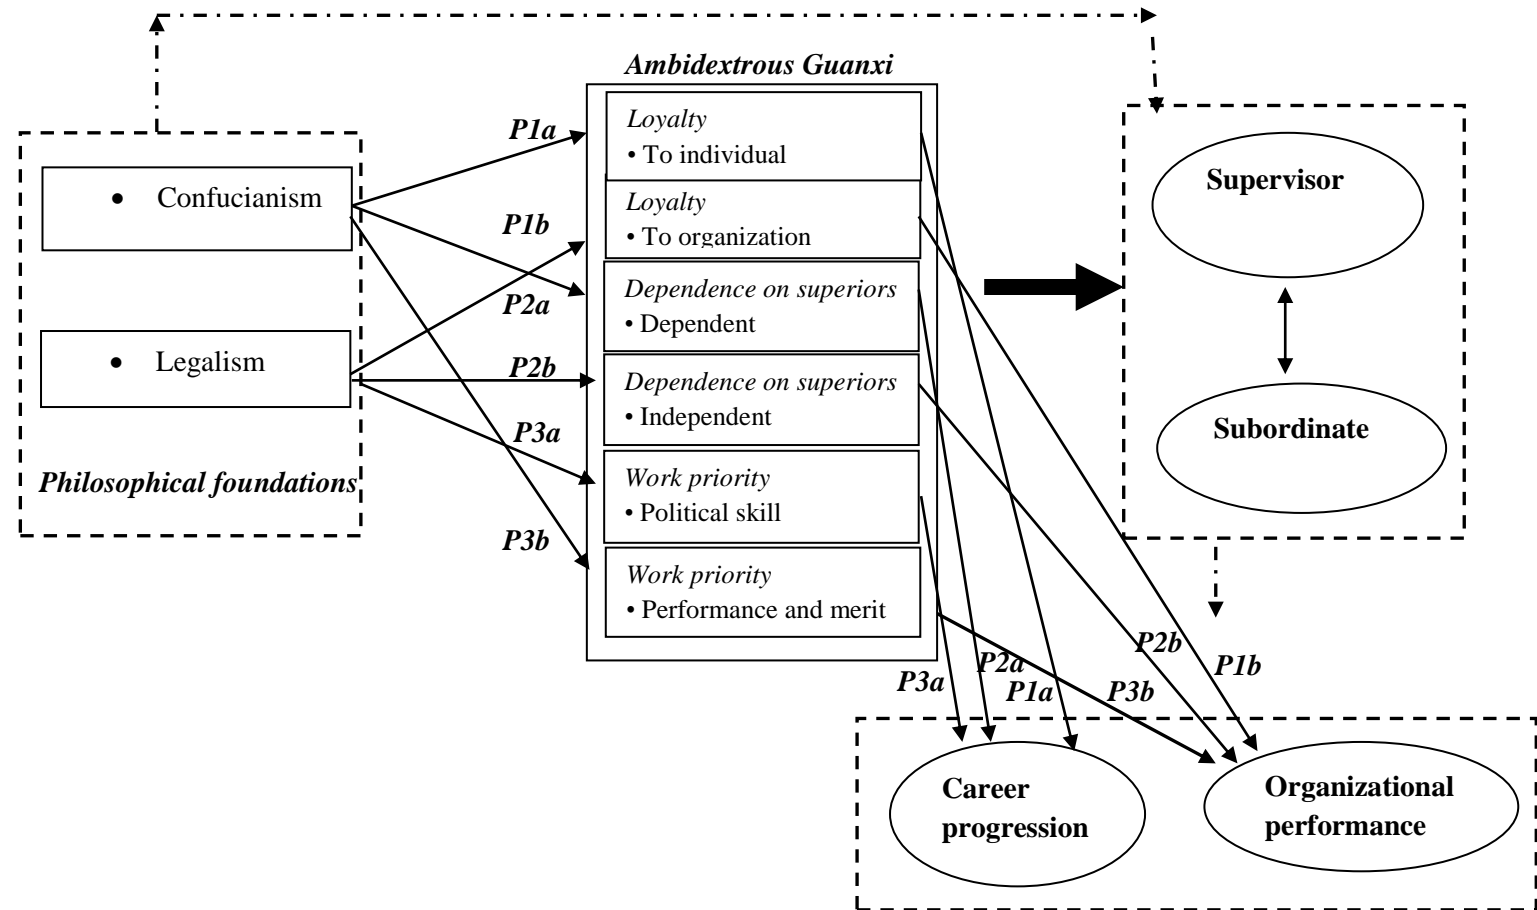 Ambidextrous Guanxi
P1a
Loyalty
• To individual
• Confucianism
Supervisor
P1b
Loyalty
• To organization
P2a
Dependence on superiors
• Dependent
• Legalism
P2b
Dependence on superiors
• Independent
Subordinate
P3a
Philosophical foundations
Work priority
• Political skill
P3b
Work priority
• Performance and merit
P3a
P2a
P1a
P3b
P2b
P1b
Career
progression
Organizational
performance